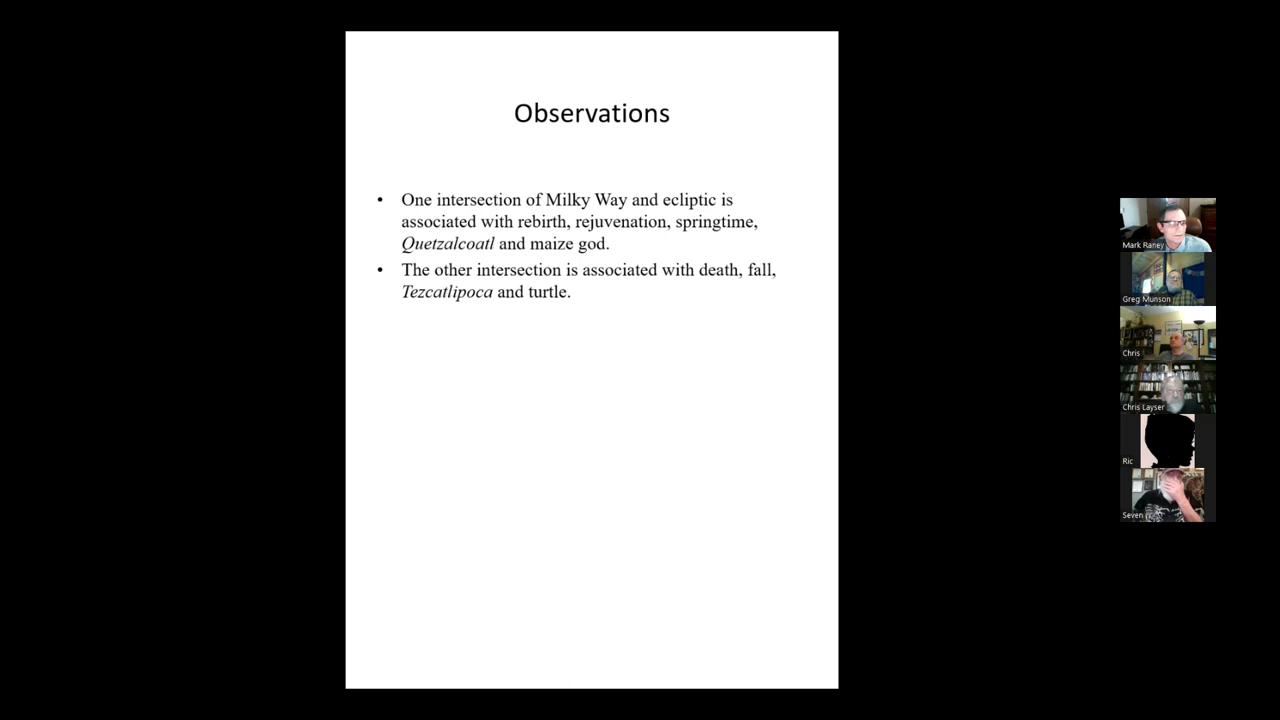 Observations
• One intersection of Milky Way and ecliptic is
associated with rebirth, rejuvenation, springtime,
Quetzalcoatl and maize god.
• The other intersection is associated with death, fall,
Tezcatlipoca and turtle.
Mark Raney
Greg Munson
Chris
Chris Layser
Ric
Seven